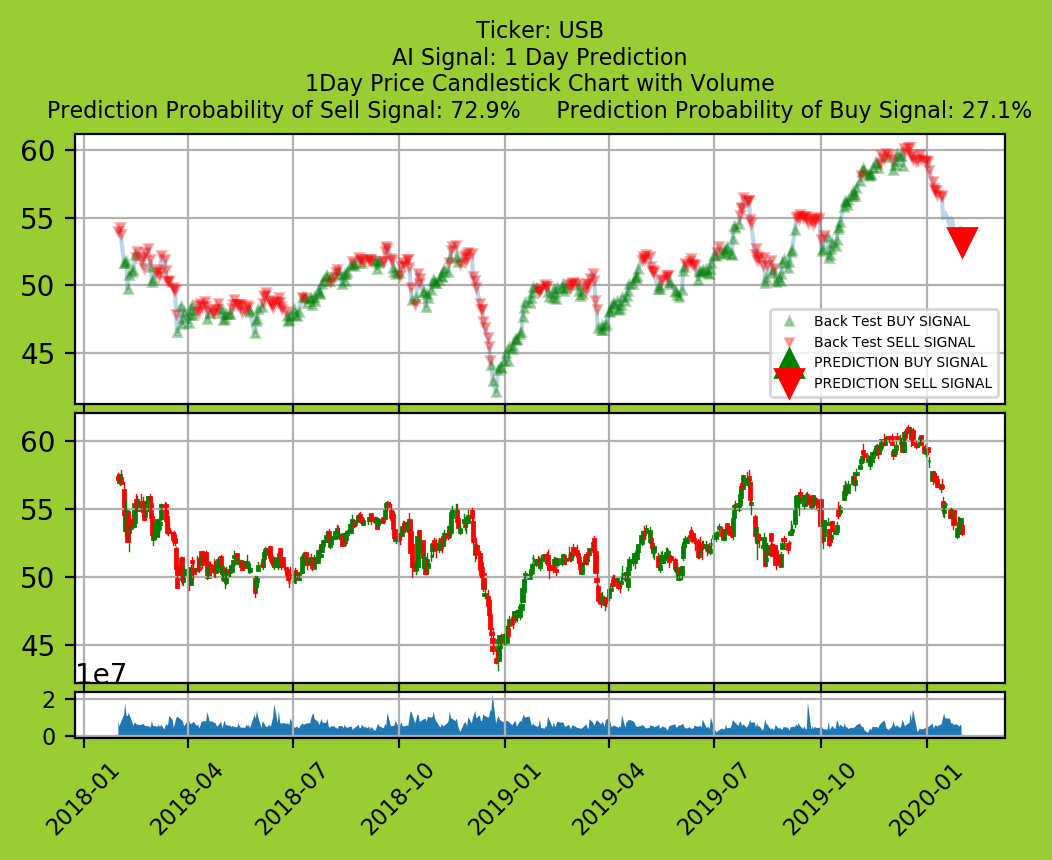 Ticker: USB
AI Signal: 1 Day Prediction
1Day Price Candlestick Chart with Volume
Prediction Probability of Sell Signal: 72.9% Prediction Probability of Buy Signal: 27.1%
60
55
50
45
Back Test BUY SIGNAL
Back Test SELL SIGNAL
PREDICTION BUY SIGNAL
PREDICTION SELL SIGNAL
60
55
50
45
1e7
2
0
2018-01
2018-04
2018-07
2018-10
2019-01
2019-04
2019-07
2019-10
2020-01